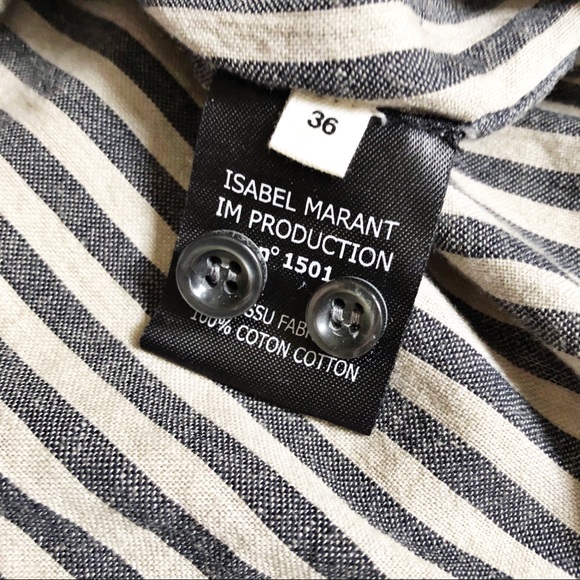 36
ISABEL MARANT
IM PRODUCTION
n° 1501
100% COTON COTTON